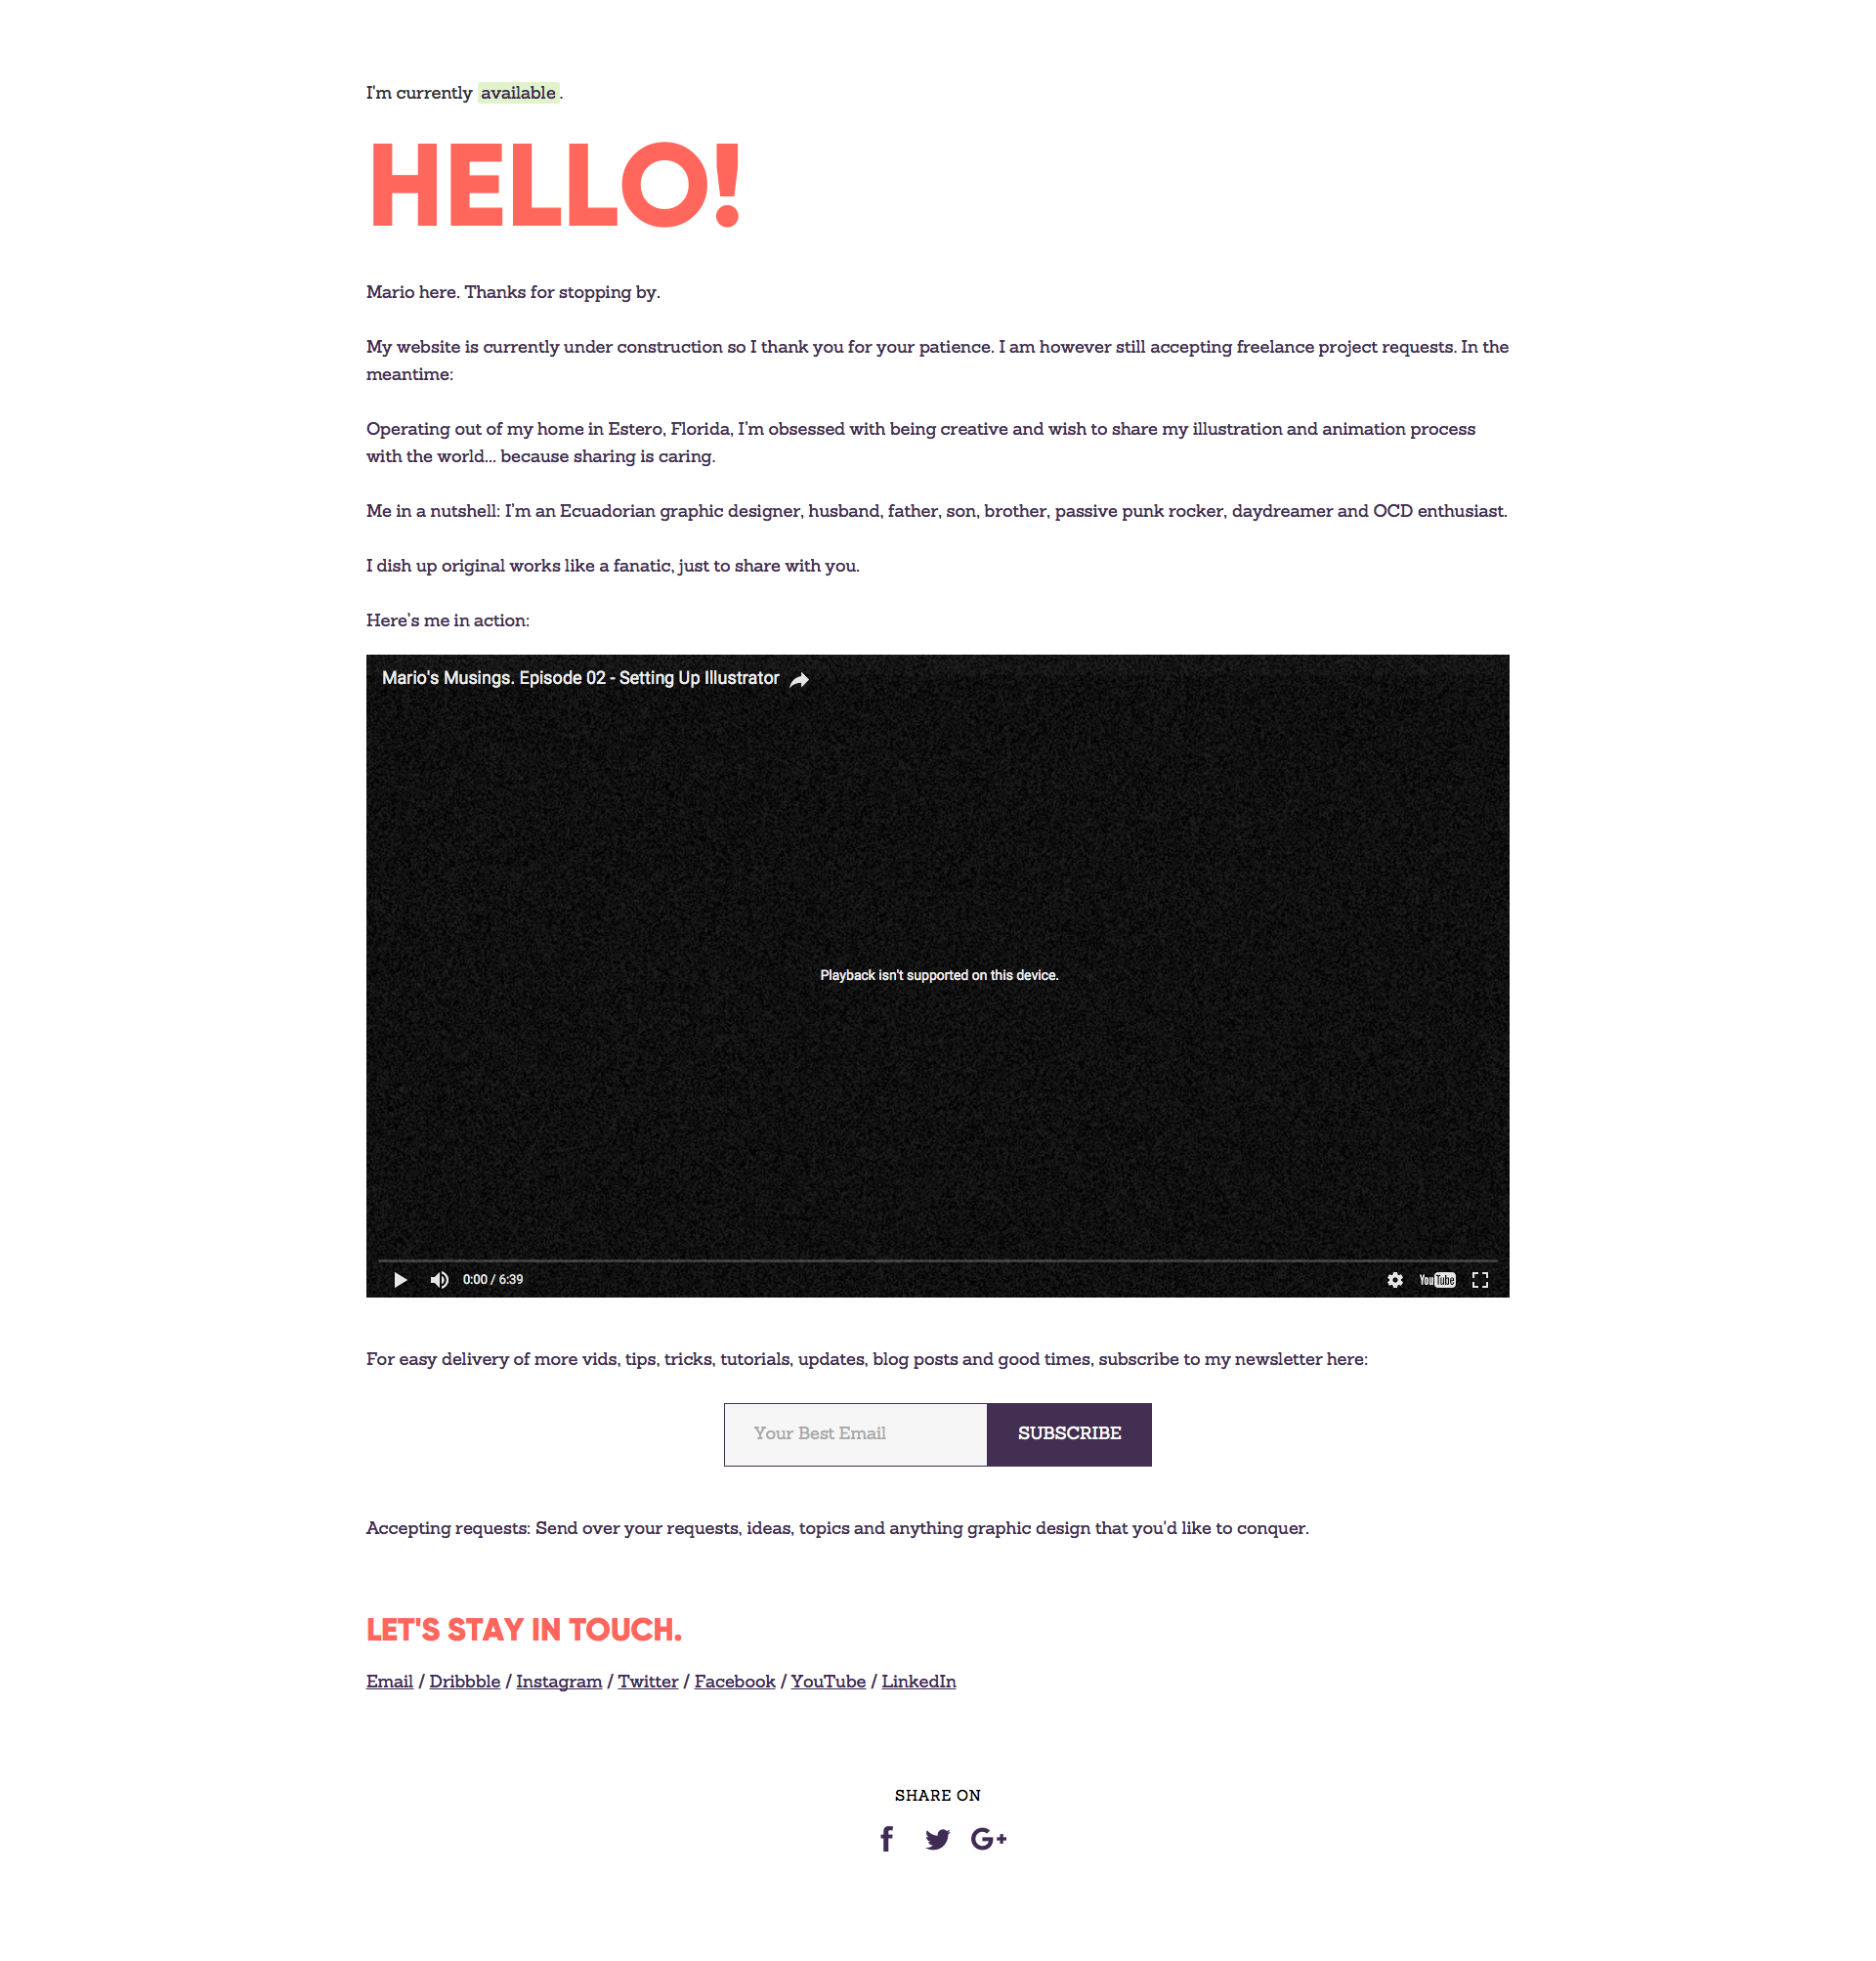 I'm currently available.
HELLO!
Mario here. Thanks for stopping by.
My website is currently under construction so I thank you for your patience. I am however still accepting freelance project requests. In the
meantime:
Operating out of my home in Estero, Florida, I'm obsessed with being creative and wish to share my illustration and animation process
with the world... because sharing is caring.
Me in a nutshell: I'm an Ecuadorian graphic designer, husband, father, son, brother, passive punk rocker, daydreamer and OCD enthusiast.
I dish up original works like a fanatic, just to share with you.
Here's me in action:
Mario's Musings. Episode 02 - Setting Up Illustrator
Playback isn't supported on this device.
0:00 / 6:39
YouTube
For easy delivery of more vids, tips, tricks, tutorials, updates, blog posts and good times, subscribe to my newsletter here:
Your Best Email SUBSCRIBE
Accepting requests: Send over your requests, ideas, topics and anything graphic design that you'd like to conquer.
LET'S STAY IN TOUCH.
Email / Dribbble / Instagram / Twitter / Facebook / YouTube / LinkedIn
SHARE ON
G+